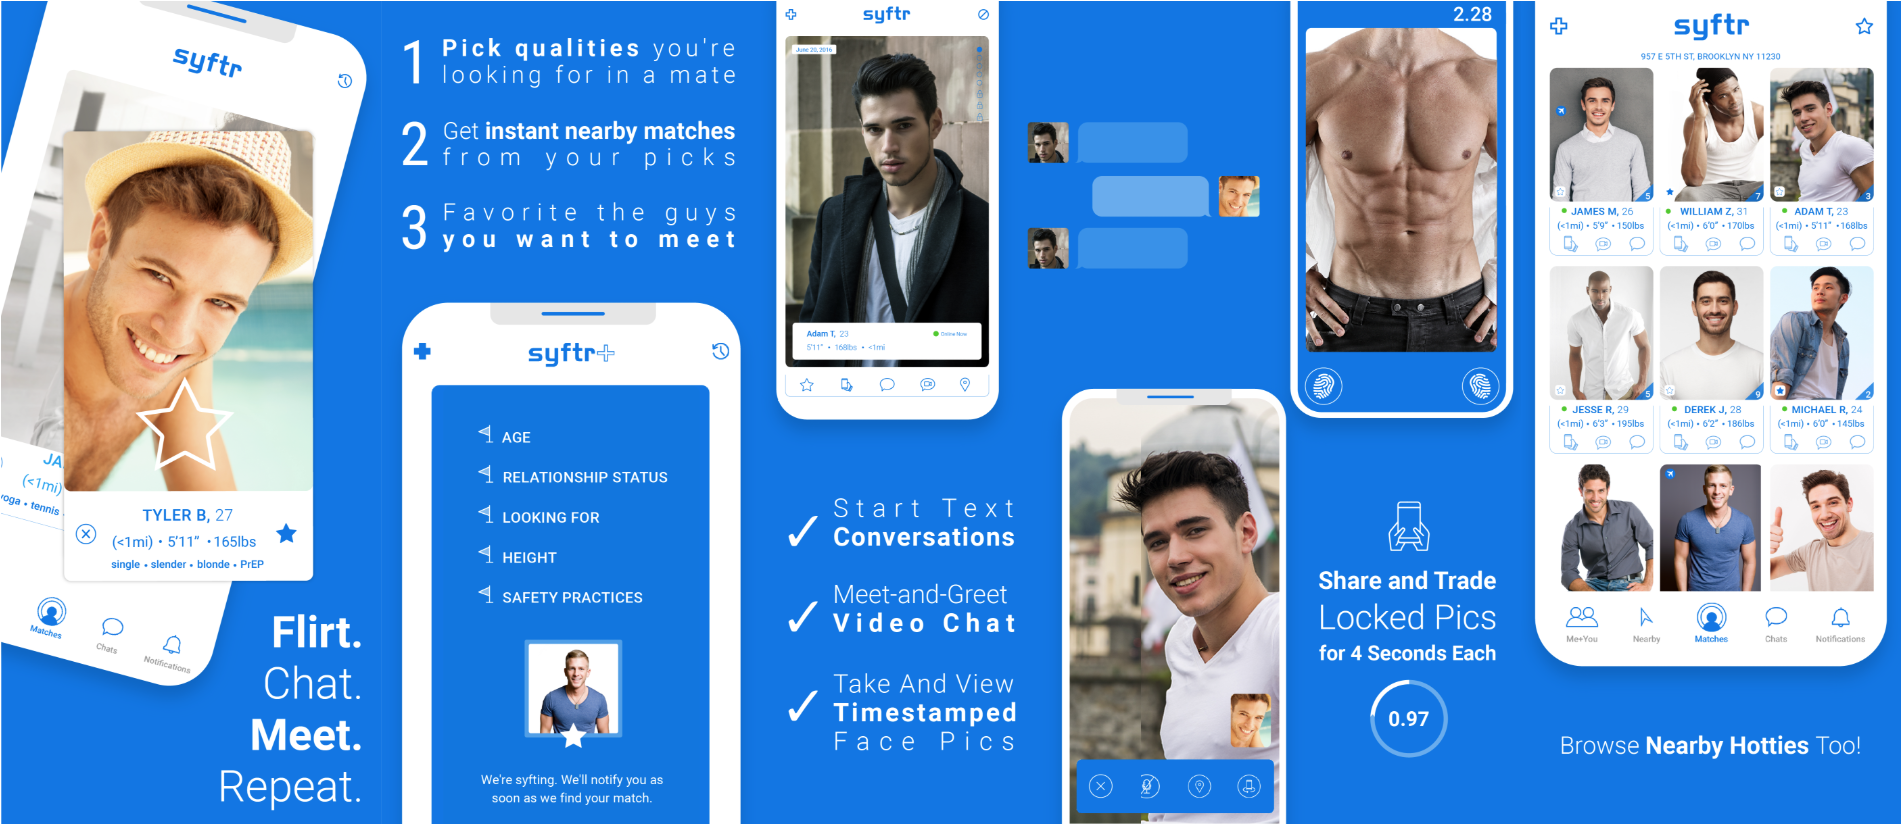 syftr
JA
(<1mi)
yoga • tennis
TYLER B, 27
(<1mi) • 5'11" • 165lbs
single • slender • blonde • PrEP
Matches
Chats
Notifications
Flirt.
Chat.
Meet.
Repeat.
1 Pick qualities you're
looking for in a mate
2 Get instant nearby matches
from your picks
3 Favorite the guys
you want to meet
syftr+
AGE
RELATIONSHIP STATUS
LOOKING FOR
HEIGHT
SAFETY PRACTICES
We're syfting. We'll notify you as
soon as we find your match.
syftr
June 20, 2016
Adam T, 23
Online Now
5'11" • 168lbs • <1mi
Start Text
Conversations
Meet-and-Greet
Video Chat
Take And View
Timestamped
Face Pics
2.28
Share and Trade
Locked Pics
for 4 Seconds Each
0.97
syftr
957 E 5TH ST, BROOKLYN NY 11230
5 7 3
JAMES M, 26 WILLIAM Z, 31 ADAM T, 23
(<1mi) • 5'9" • 150lbs (<1mi) • 6'0" • 170lbs (<1mi) • 5'11" • 168lbs
5 9 2
JESSE R, 29 DEREK J, 28 MICHAEL R, 24
(<1mi) • 6'3" • 195lbs (<1mi) • 6'2" • 186lbs (<1mi) • 6'0" • 145lbs
Me+You Nearby Matches Chats Notifications
Browse Nearby Hotties Too!